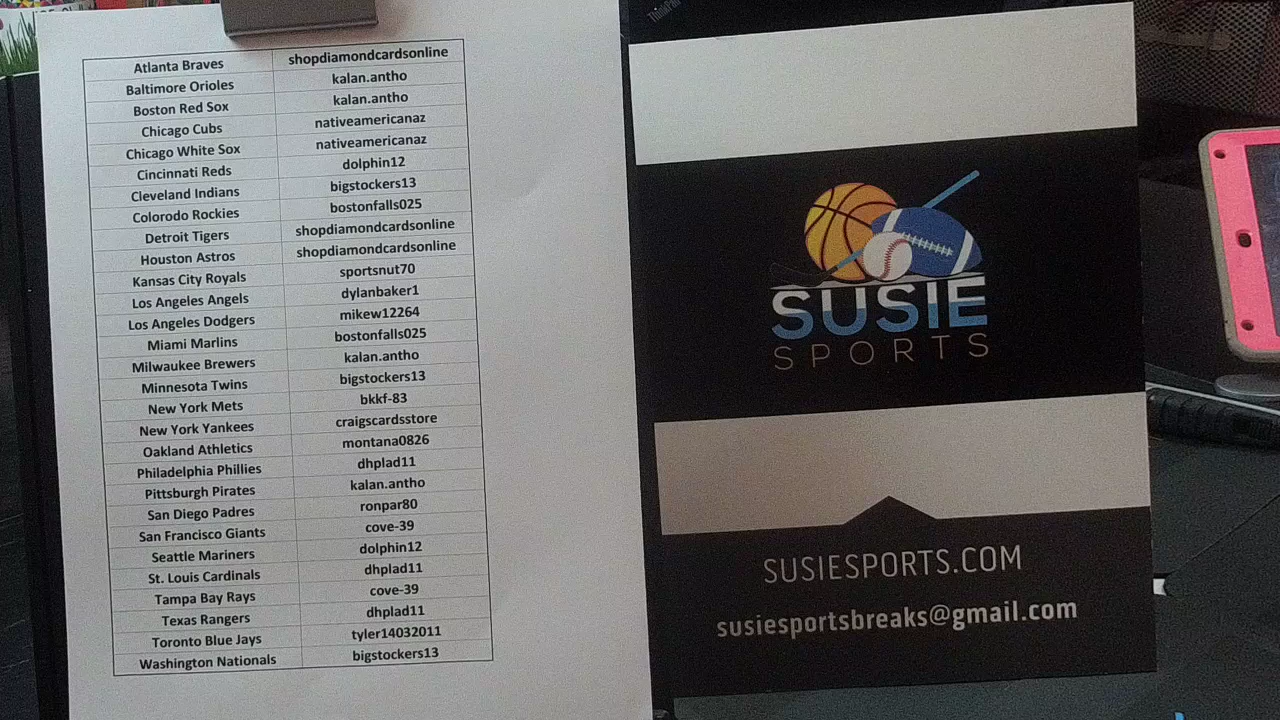 Atlanta Braves shopdiamondcardsonline
Baltimore Orioles kalan.antho
Boston Red Sox kalan.antho
Chicago Cubs nativeamericanaz
Chicago White Sox nativeamericanaz
Cincinnati Reds dolphin12
Cleveland Indians bigstockers13
Colorodo Rockies bostonfalls025
Detroit Tigers shopdiamondcardsonline
Houston Astros shopdiamondcardsonline
Kansas City Royals sportsnut70
Los Angeles Angels dylanbaker1
Los Angeles Dodgers mikew12264
Miami Marlins bostonfalls025
Milwaukee Brewers kalan.antho
Minnesota Twins bigstockers13
New York Mets bkkf-83
New York Yankees craigscardsstore
Oakland Athletics montana0826
Philadelphia Phillies dhplad11
Pittsburgh Pirates kalan.antho
San Diego Padres ronpar80
San Francisco Giants cove-39
Seattle Mariners dolphin12
St. Louis Cardinals dhplad11
Tampa Bay Rays cove-39
Texas Rangers dhplad11
Toronto Blue Jays tyler14032011
Washington Nationals bigstockers13
ThinkPad
SUSIE
SPORTS
SUSIESPORTS.COM
susiesportsbreaks@gmail.com